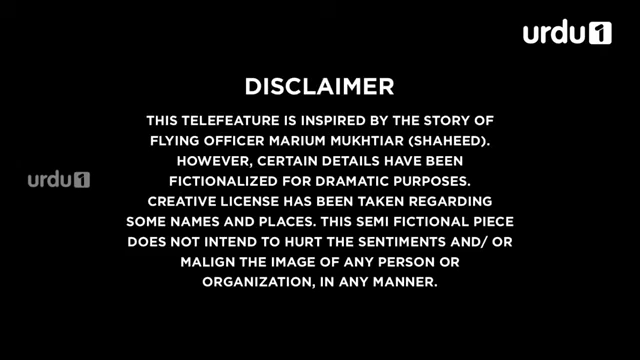 urdu1
DISCLAIMER
THIS TELEFEATURE IS INSPIRED BY THE STORY OF
FLYING OFFICER MARIUM MUKHTIAR (SHAHEED).
HOWEVER, CERTAIN DETAILS HAVE BEEN
FICTIONALIZED FOR DRAMATIC PURPOSES.
urdu1
CREATIVE LICENSE HAS BEEN TAKEN REGARDING
SOME NAMES AND PLACES. THIS SEMI FICTIONAL PIECE
DOES NOT INTEND TO HURT THE SENTIMENTS AND/ OR
MALIGN THE IMAGE OF ANY PERSON OR
ORGANIZATION, IN ANY MANNER.